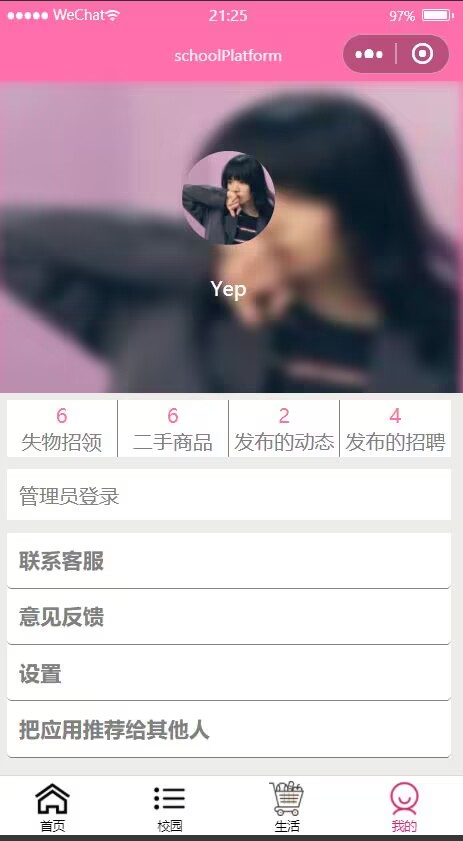 WeChat 21:25 97%
schoolPlatform
Yep
6 6 2 4
失物招领 二手商品 发布的动态 发布的招聘
管理员登录
联系客服
意见反馈
设置
把应用推荐给其他人
首页 校园 生活 我的